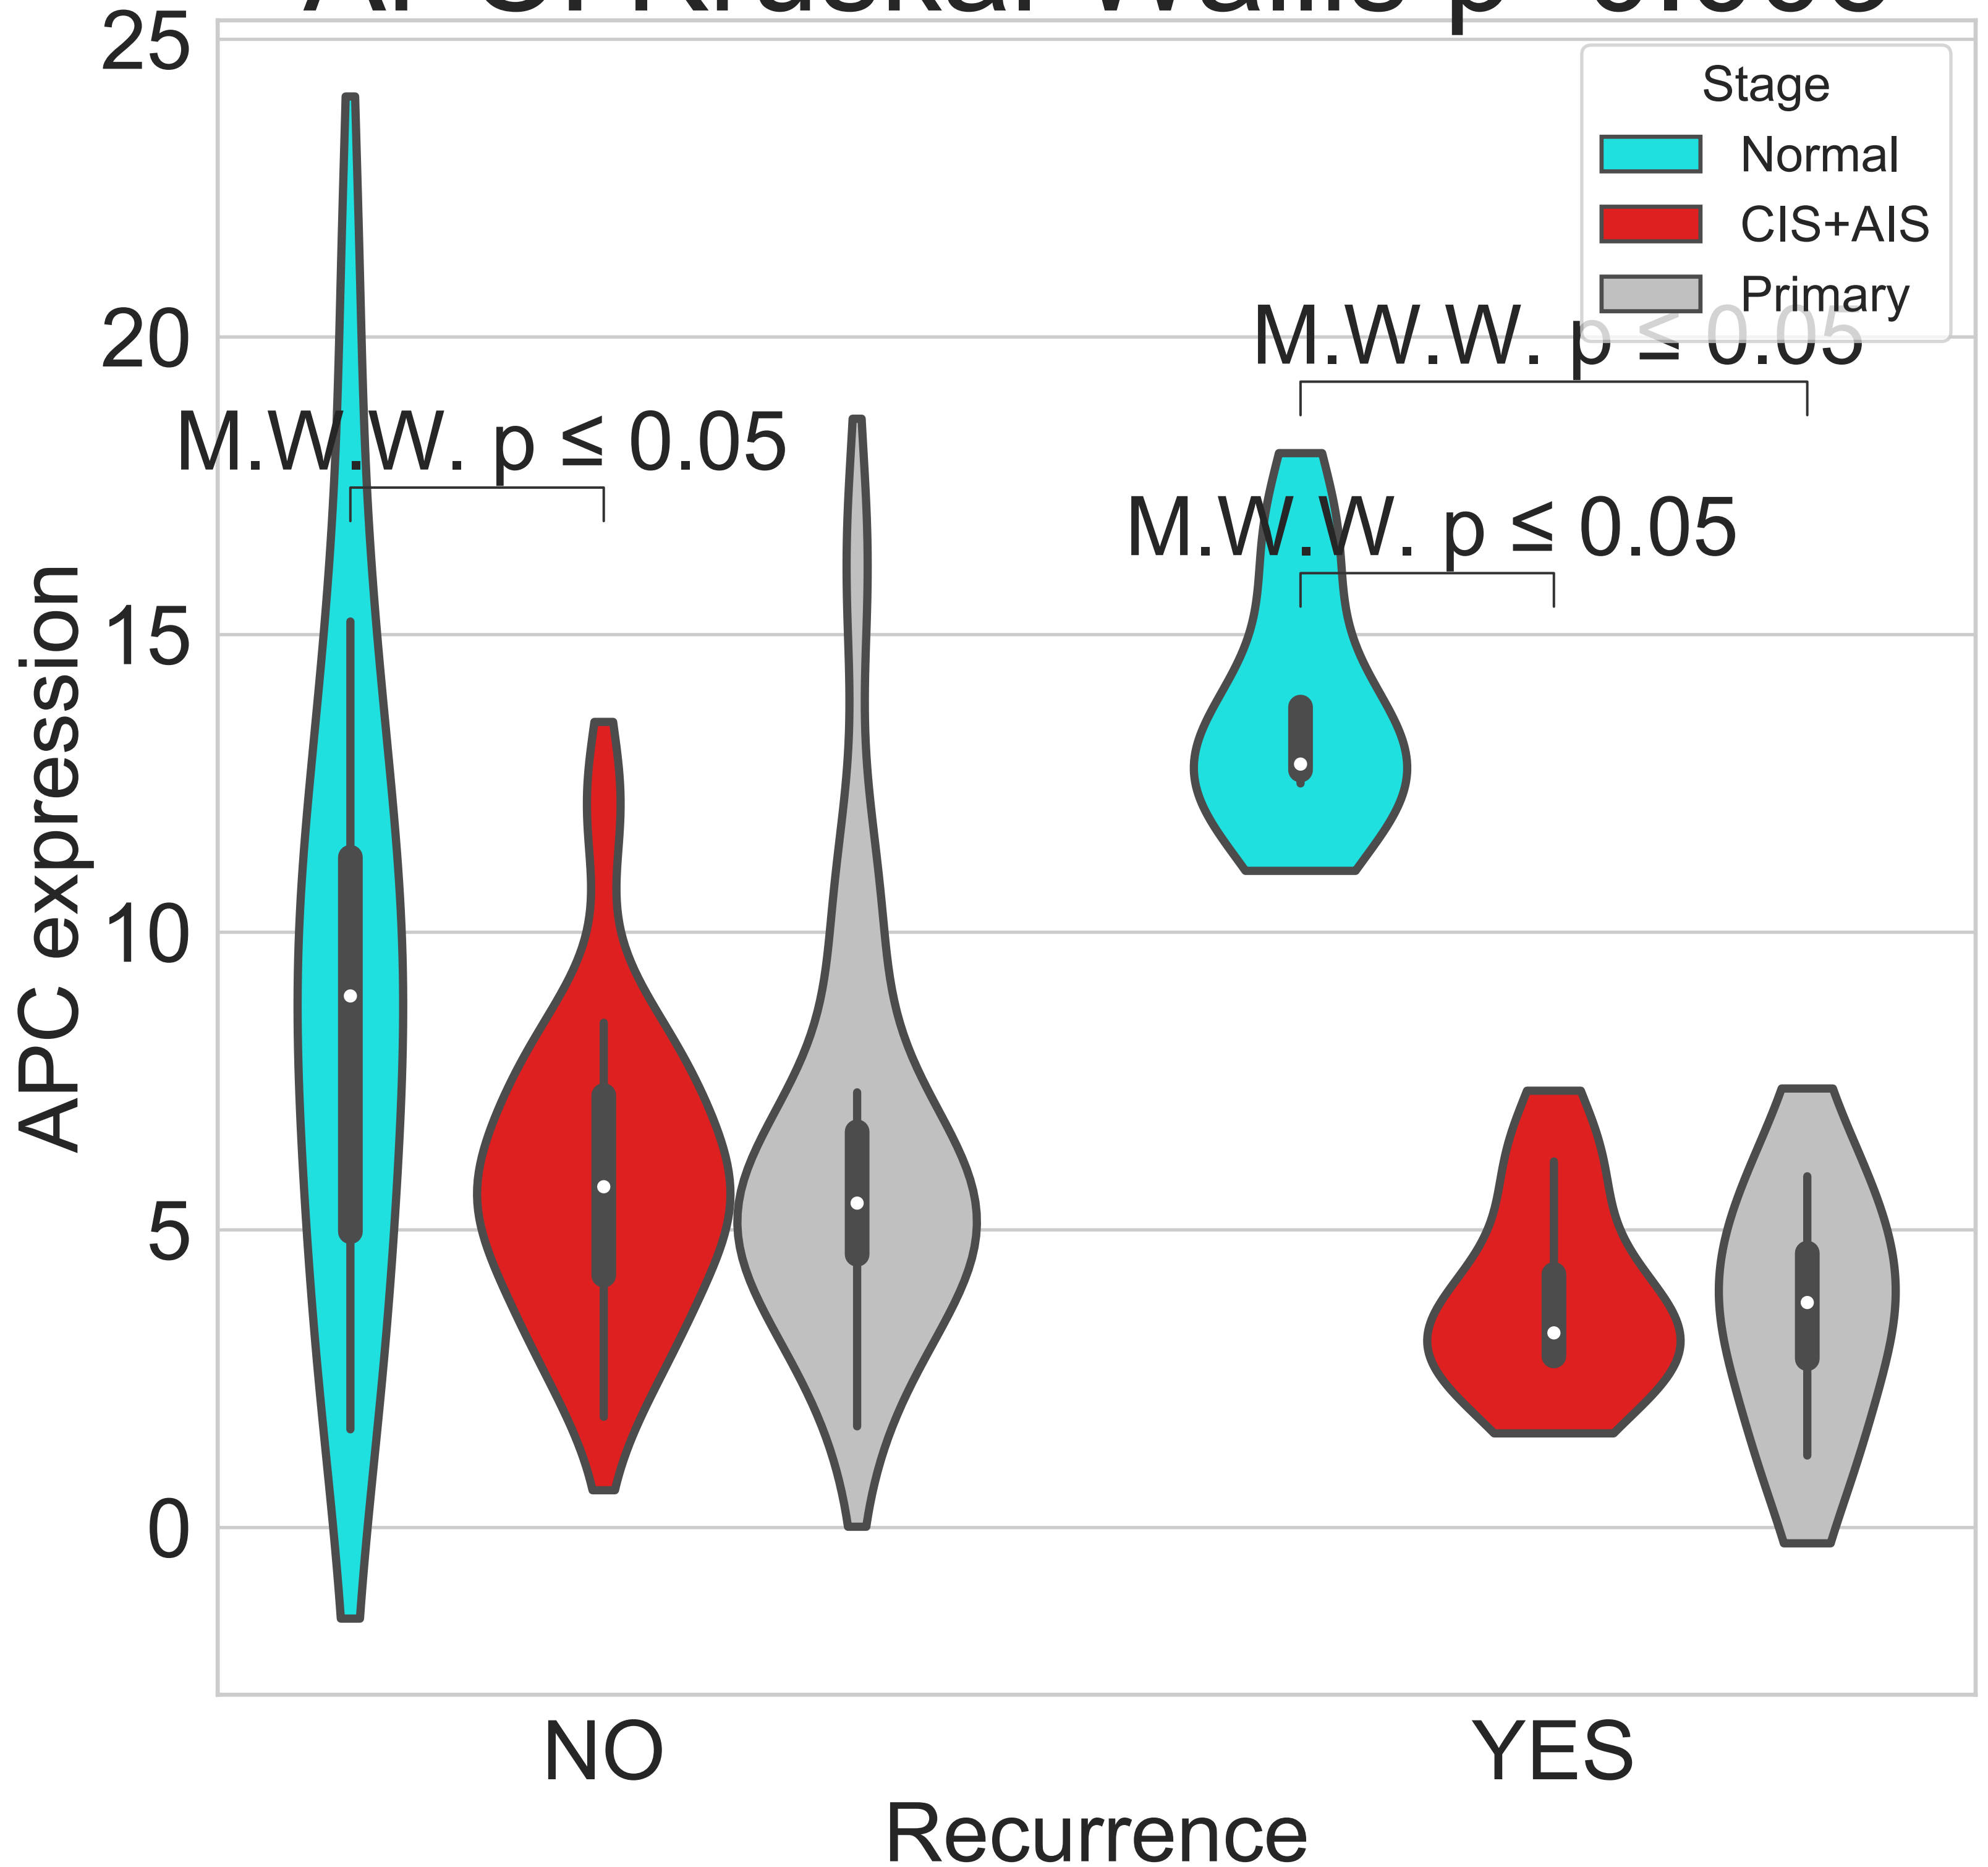 25
20
15
10
5
0
APC expression
Stage
Normal
CIS+AIS
Primary
M.W.W. p ≤ 0.05
M.W.W. p ≤ 0.05
M.W.W. p ≤ 0.05
NO
YES
Recurrence